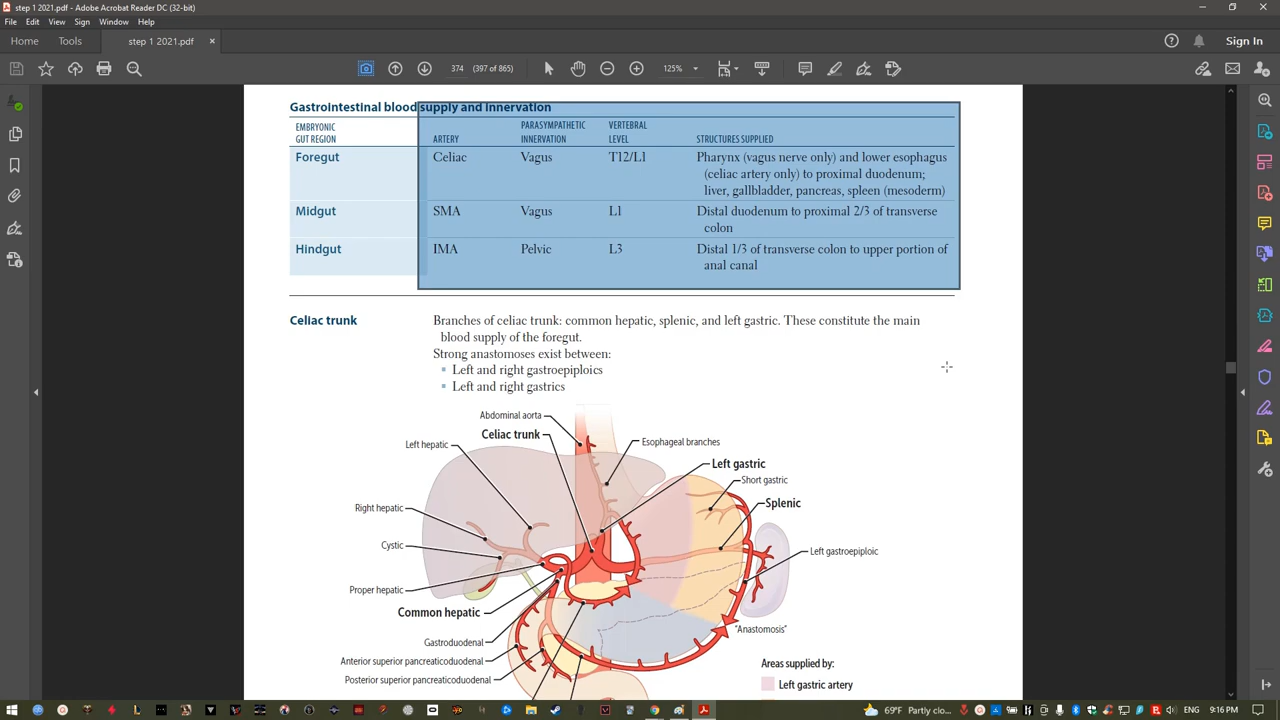 step 1 2021.pdf - Adobe Acrobat Reader DC (32-bit)
File Edit View Sign Window Help
Home Tools step 1 2021.pdf × Sign In
374 (397 of 865) 125%
Gastrointestinal blood supply and innervation
EMBRYONIC
GUT REGION
ARTERY
PARASYMPATHETIC
INNERVATION
VERTEBRAL
LEVEL
STRUCTURES SUPPLIED
Foregut Celiac Vagus T12/L1 Pharynx (vagus nerve only) and lower esophagus
(celiac artery only) to proximal duodenum;
liver, gallbladder, pancreas, spleen (mesoderm)
Midgut SMA Vagus L1 Distal duodenum to proximal 2/3 of transverse
colon
Hindgut IMA Pelvic L3 Distal 1/3 of transverse colon to upper portion of
anal canal
Celiac trunk Branches of celiac trunk: common hepatic, splenic, and left gastric. These constitute the main
blood supply of the foregut.
Strong anastomoses exist between:
▪ Left and right gastroepiploics
▪ Left and right gastrics
Abdominal aorta
Celiac trunk
Left hepatic
Esophageal branches
Left gastric
Short gastric
Splenic
Right hepatic
Cystic
Left gastroepiploic
Proper hepatic
Common hepatic
"Anastomosis"
Gastroduodenal
Anterior superior pancreaticoduodenal
Posterior superior pancreaticoduodenal
Areas supplied by:
Left gastric artery
69°F Partly clo... ENG 9:16 PM